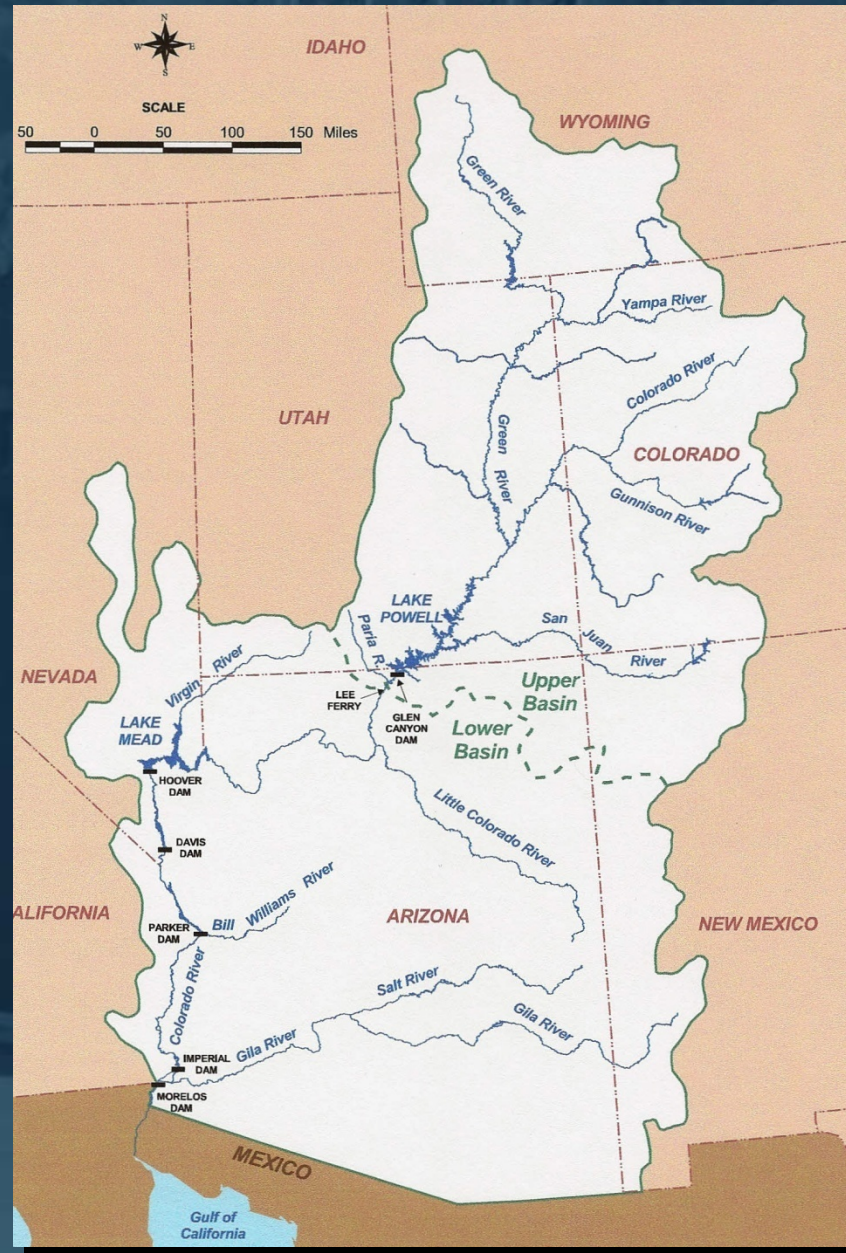 N
W E
S
SCALE
50 0 50 100 150 Miles
IDAHO
WYOMING
Green River
Yampa River
Colorado River
UTAH
Green
River
COLORADO
Gunnison River
LAKE
POWELL
Paria R.
San Juan River
NEVADA
Virgin River
LEE
FERRY
GLEN
CANYON
DAM
Upper
Basin
Lower
Basin
LAKE
MEAD
HOOVER
DAM
Little Colorado River
DAVIS
DAM
ALIFORNIA
PARKER
DAM
Bill Williams River
ARIZONA
NEW MEXICO
Colorado River
Salt River
Gila River
Gila River
IMPERIAL
DAM
MORELOS
DAM
MEXICO
Gulf of
California